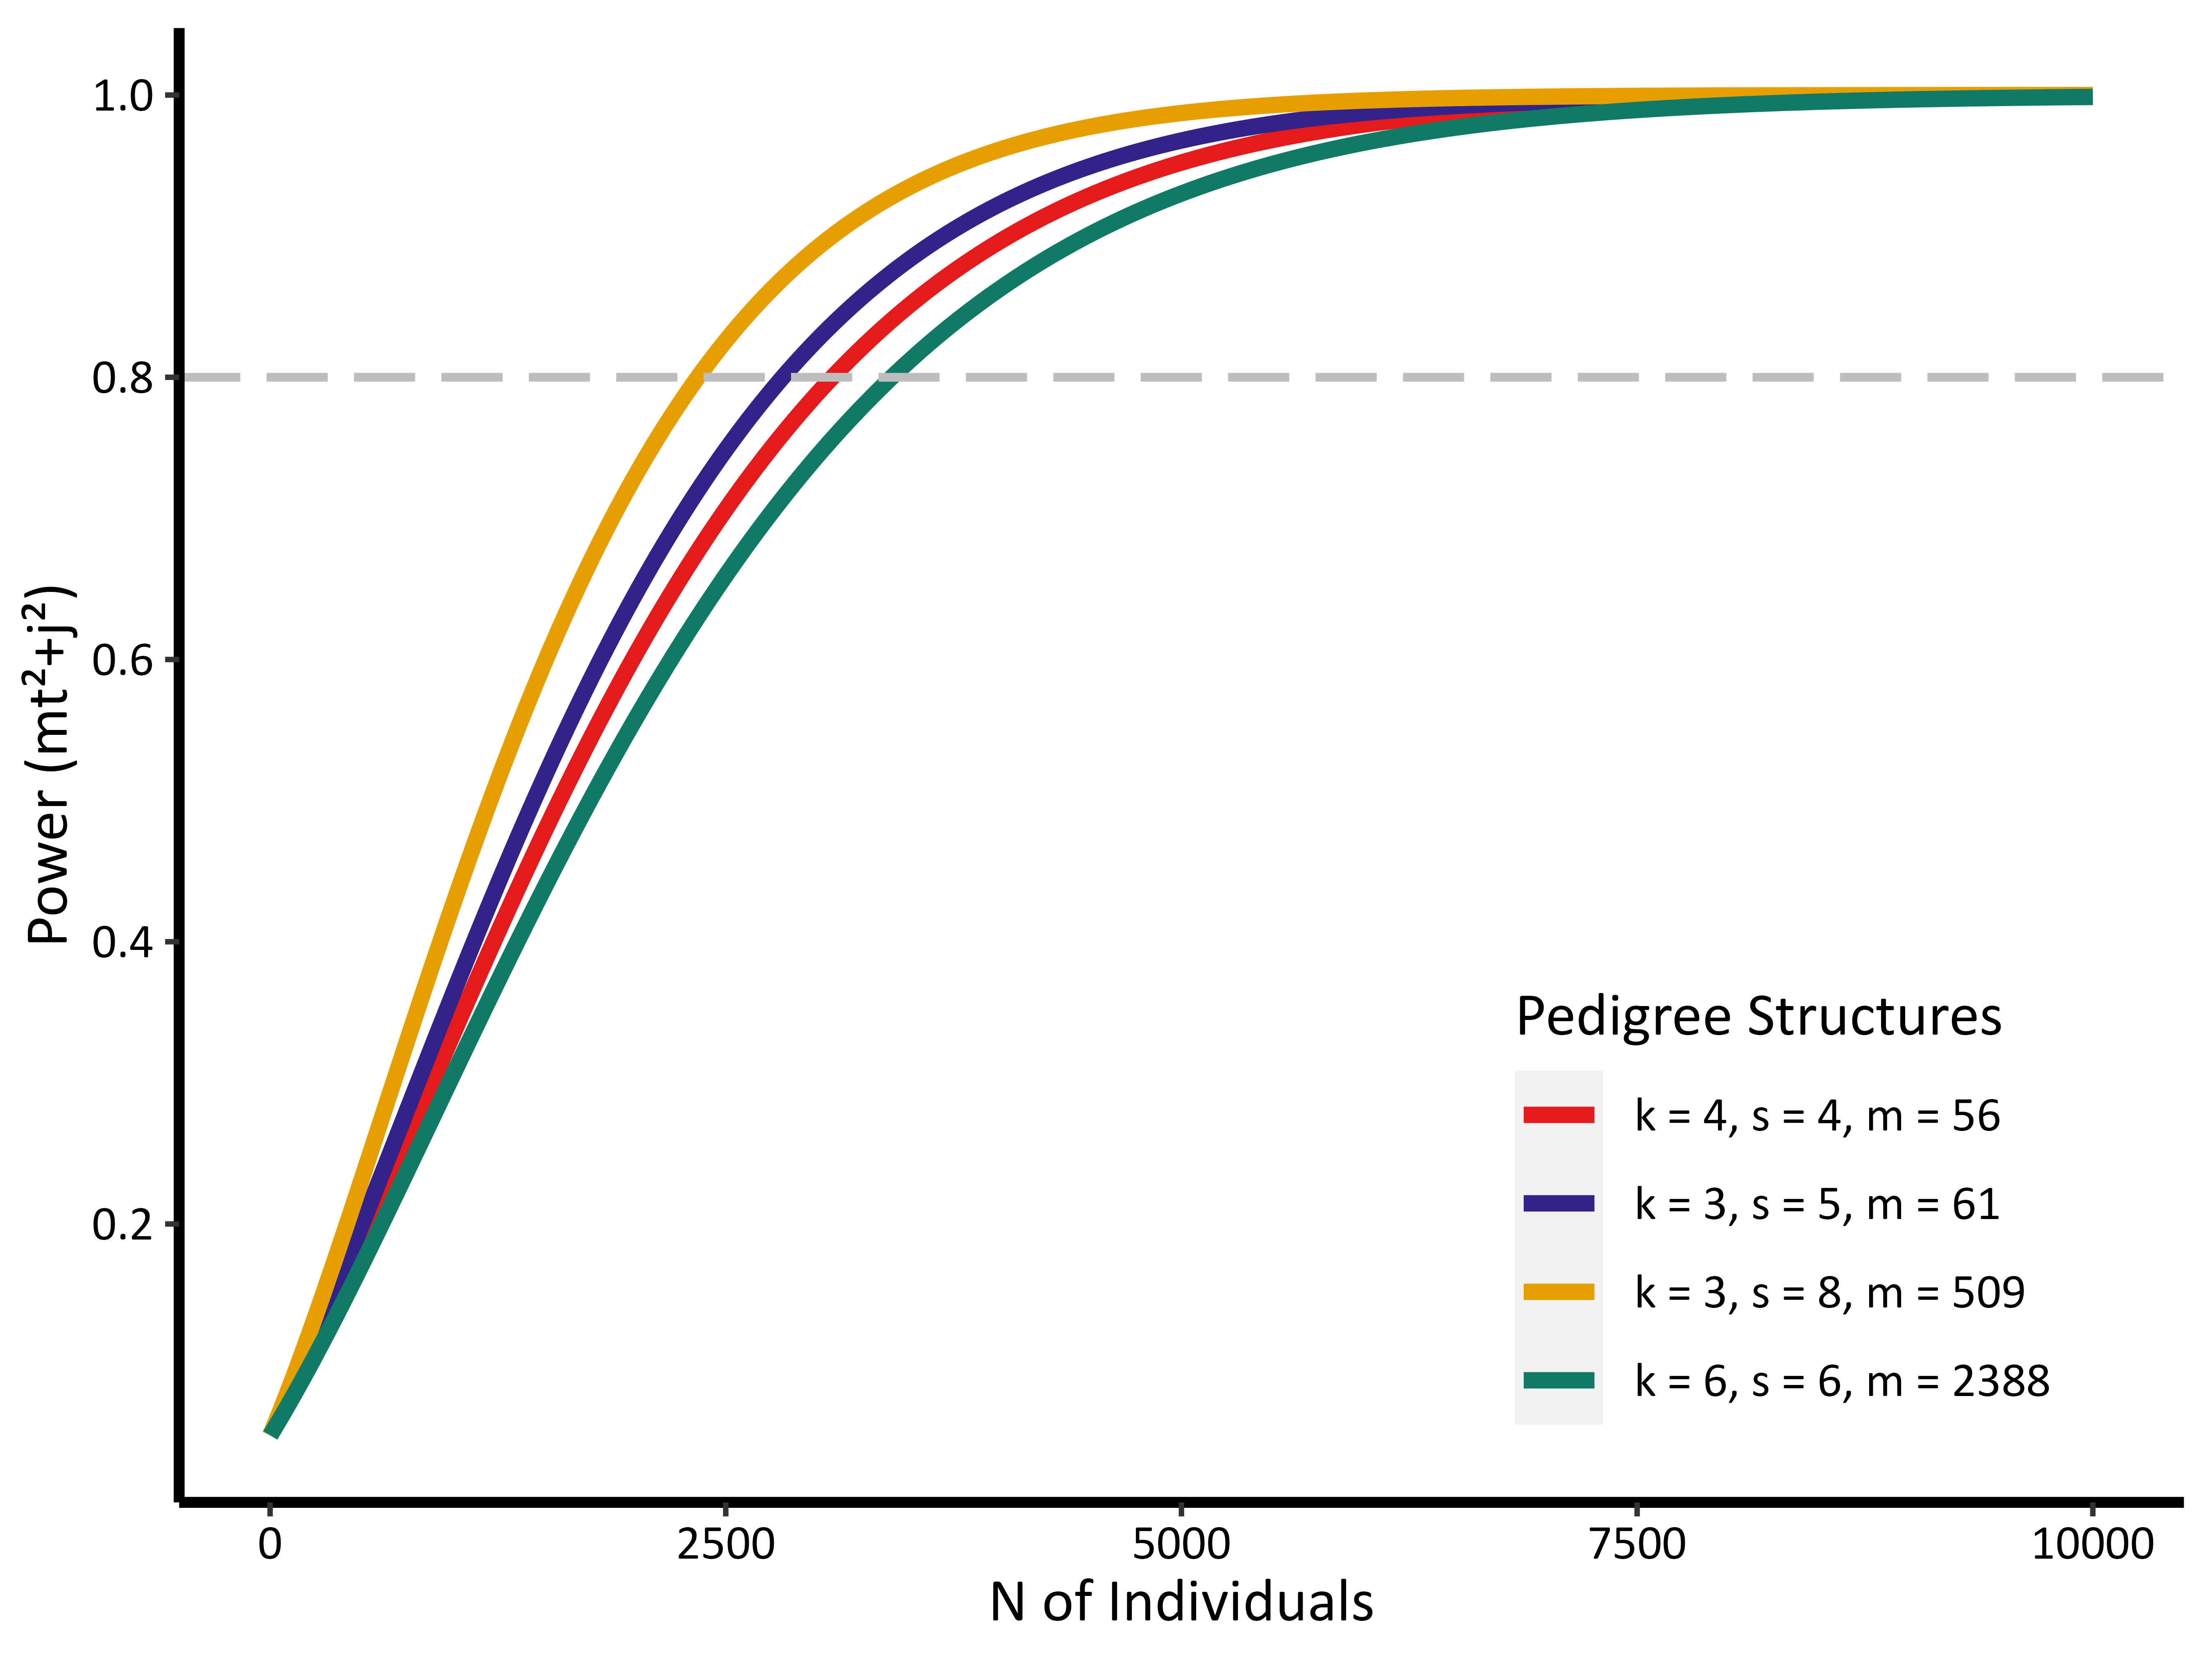 1.0
0.8
0.6
0.4
0.2
Power (mt²+j²)
0
2500
5000
7500
10000
N of Individuals
Pedigree Structures
k = 4, s = 4, m = 56
k = 3, s = 5, m = 61
k = 3, s = 8, m = 509
k = 6, s = 6, m = 2388